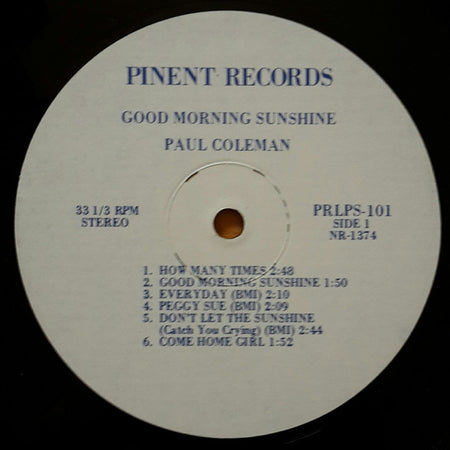 PINENT RECORDS
GOOD MORNING SUNSHINE
PAUL COLEMAN
33 1/3 RPM
STEREO
PRLPS-101
SIDE 1
NR-1374
1. HOW MANY TIMES 2:48
2. GOOD MORNING SUNSHINE 1:50
3. EVERYDAY (BMI) 2:10
4. PEGGY SUE (BMI) 2:09
5. DON'T LET THE SUNSHINE
(Catch You Crying) (BMI) 2:44
6. COME HOME GIRL 1:52